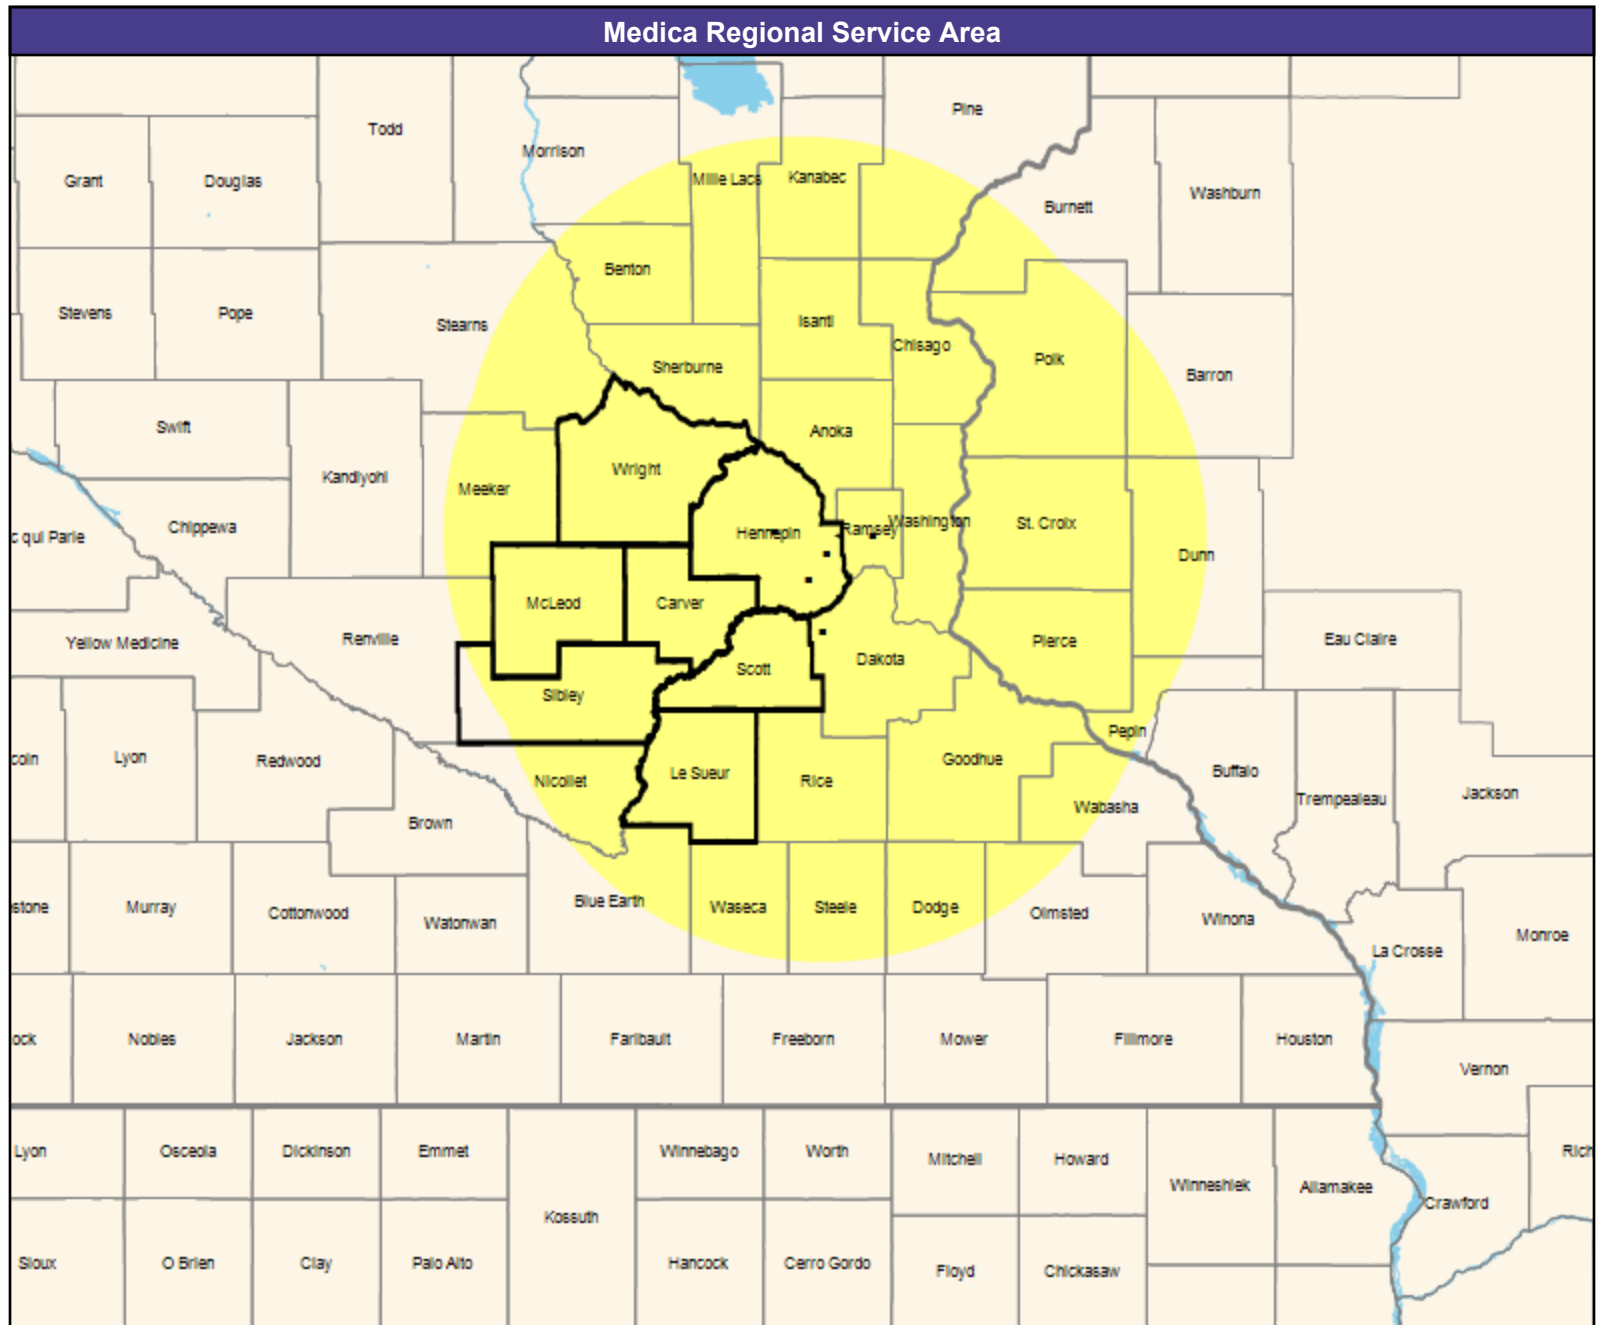 Medica Regional Service Area
Pine
Todd
Morrison
Grant
Douglas
Mille Lacs
Kanabec
Burnett
Washburn
Benton
Stevens
Pope
Stearns
Isanti
Chisago
Polk
Barron
Sherburne
Swift
Anoka
Wright
Kandiyohi
Meeker
Chippewa
Hennepin
Ramsey
Washington
St. Croix
c qui Parle
Dunn
McLeod
Carver
Renville
Yellow Medicine
Eau Claire
Pierce
Dakota
Scott
Sibley
Pepin
coln
Lyon
Redwood
Goodhue
Buffalo
Nicollet
Le Sueur
Rice
Trempealeau
Jackson
Wabasha
Brown
stone
Murray
Cottonwood
Watonwan
Blue Earth
Waseca
Steele
Dodge
Olmsted
Winona
La Crosse
Monroe
ock
Nobles
Jackson
Martin
Faribault
Freeborn
Mower
Fillmore
Houston
Vernon
Lyon
Osceola
Dickinson
Emmet
Winnebago
Worth
Mitchell
Howard
Rich
Winneshiek
Allamakee
Crawford
Kossuth
Sioux
O Brien
Clay
Palo Alto
Hancock
Cerro Gordo
Floyd
Chickasaw